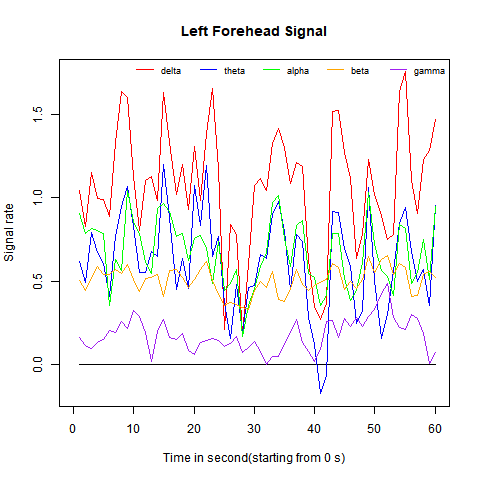 Left Forehead Signal
delta theta alpha beta gamma
Signal rate
1.5
1.0
0.5
0.0
0 10 20 30 40 50 60
Time in second(starting from 0 s)